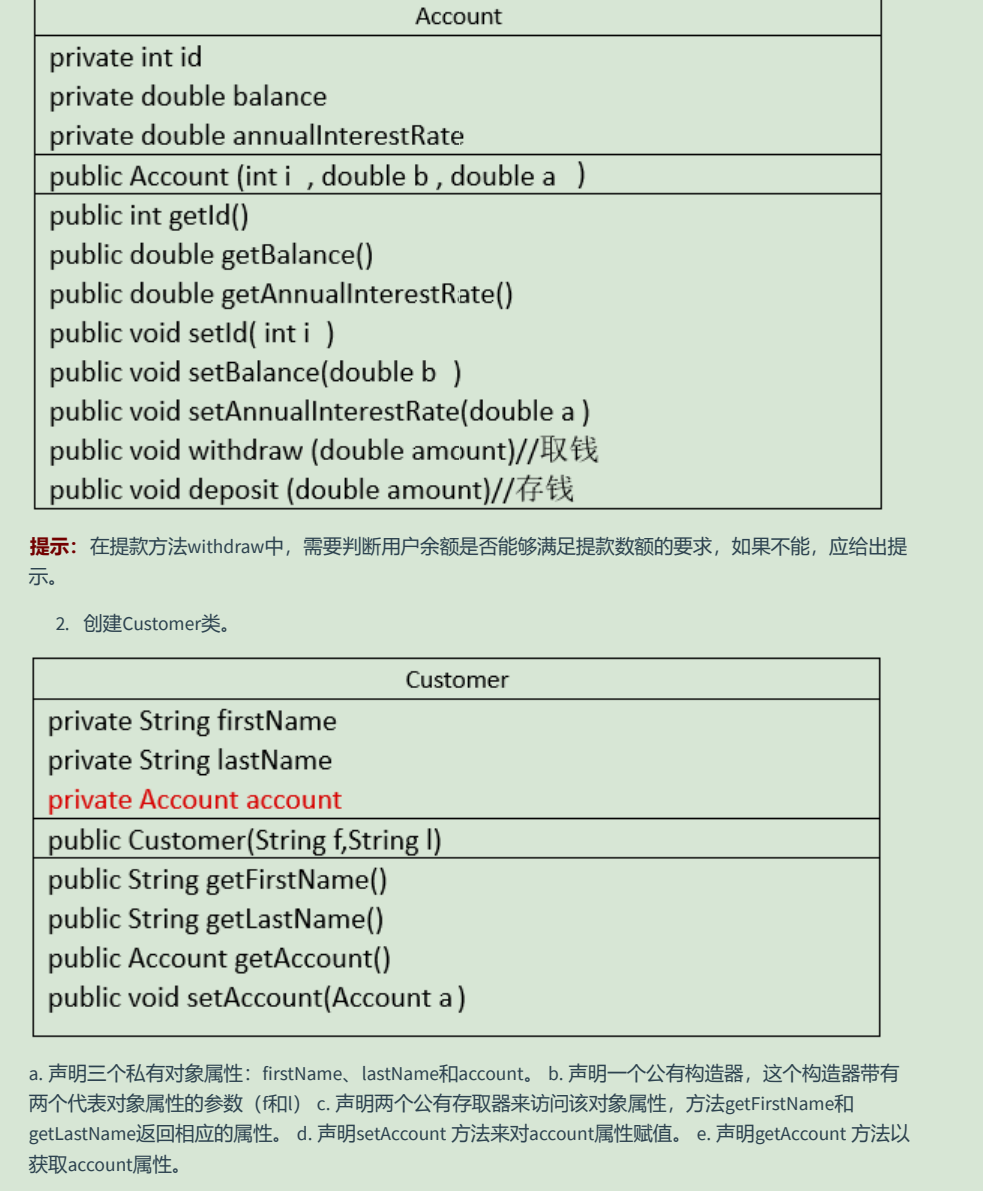 Account
private int id
private double balance
private double annualInterestRate
public Account (int i , double b , double a )
public int getId()
public double getBalance()
public double getAnnualInterestRate()
public void setId( int i )
public void setBalance(double b )
public void setAnnualInterestRate(double a )
public void withdraw (double amount)//取钱
public void deposit (double amount)//存钱
提示：在提款方法withdraw中，需要判断用户余额是否能够满足提款数额的要求，如果不能，应给出提
示。
2. 创建Customer类。
Customer
private String firstName
private String lastName
private Account account
public Customer(String f,String l)
public String getFirstName()
public String getLastName()
public Account getAccount()
public void setAccount(Account a )
a. 声明三个私有对象属性：firstName、lastName和account。 b. 声明一个公有构造器，这个构造器带有
两个代表对象属性的参数（f和l） c. 声明两个公有存取器来访问该对象属性，方法getFirstName和
getLastName返回相应的属性。 d. 声明setAccount 方法来对account属性赋值。 e. 声明getAccount 方法以
获取account属性。